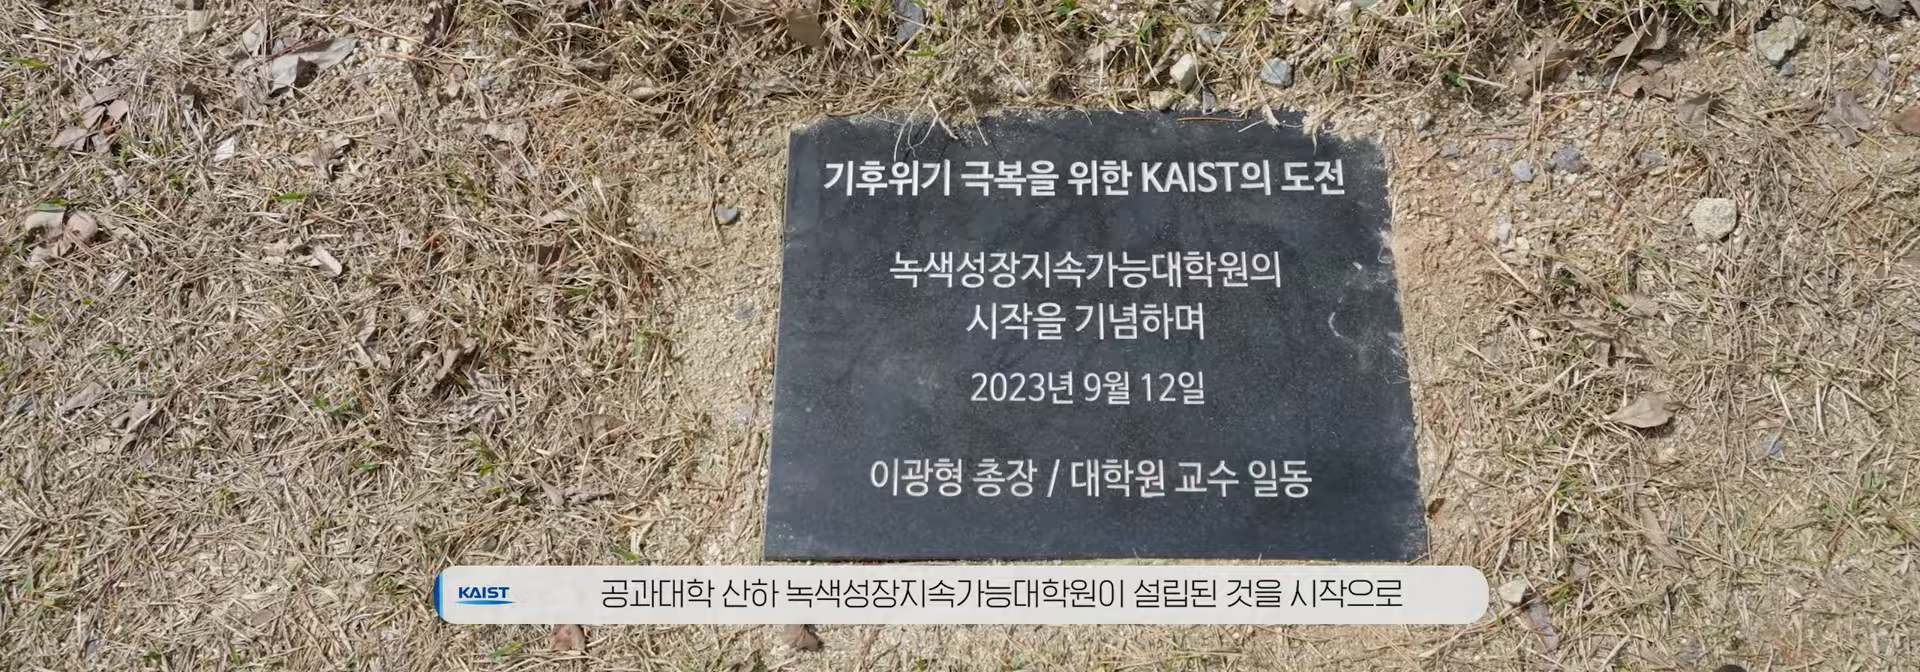 기후위기 극복을 위한 KAIST의 도전
녹색성장지속가능대학원의
시작을 기념하며
2023년 9월 12일
이광형 총장 / 대학원 교수 일동
KAIST 공과대학 산하 녹색성장지속가능대학원이 설립된 것을 시작으로